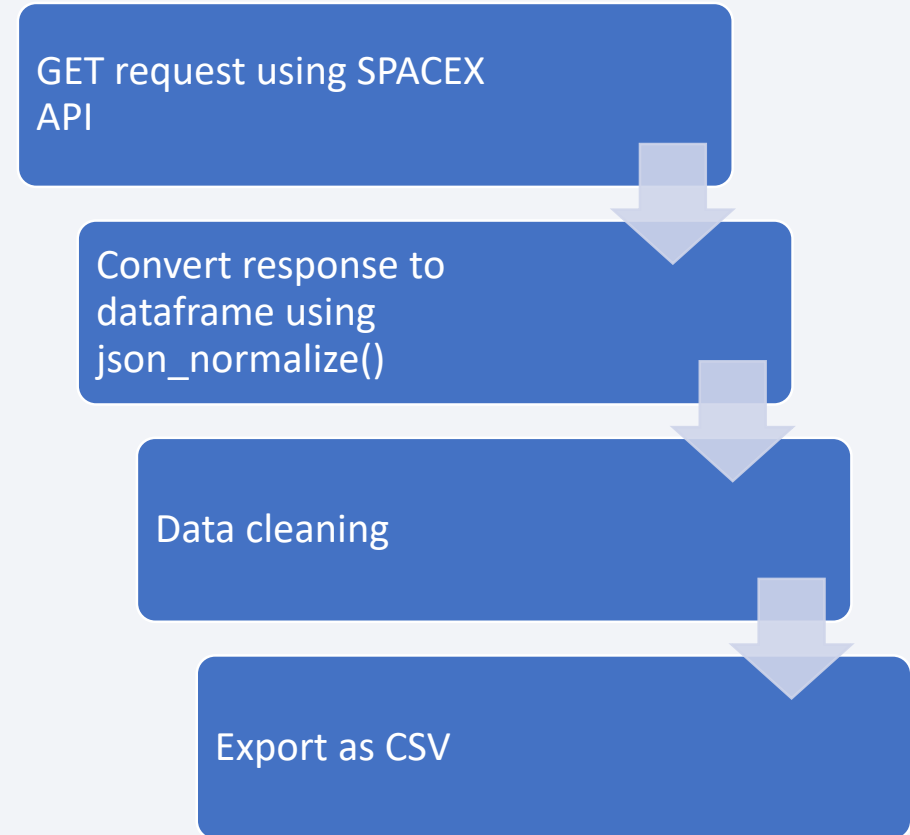 GET request using SPACEX
API
Convert response to
dataframe using
json_normalize()
Data cleaning
Export as CSV